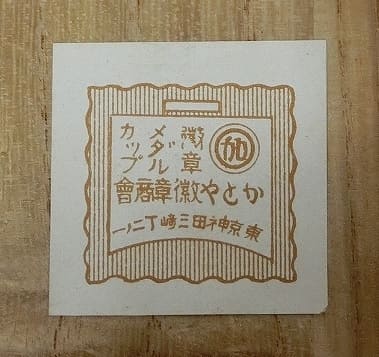 徽章
メダル
カップ
かとや徽章商會
東京神田三崎丁二ノ一